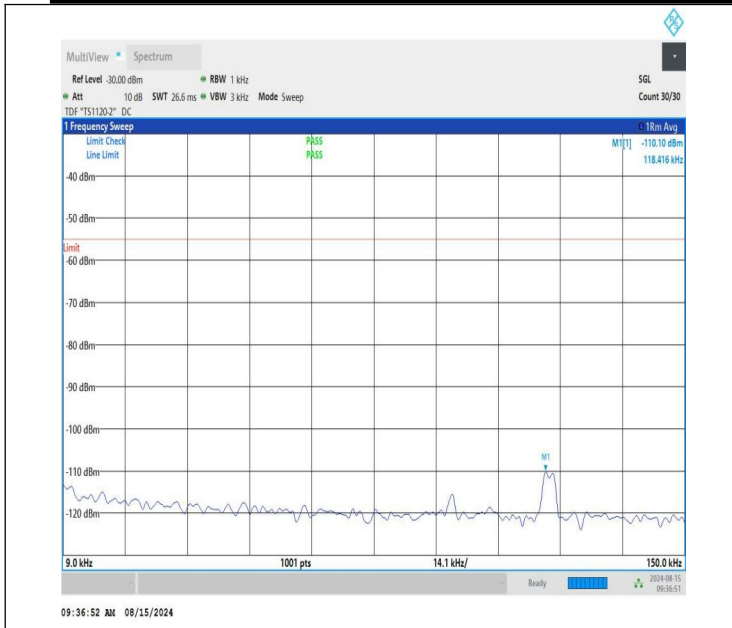 MultiView Spectrum
Ref Level -30.00 dBm RBW 1 kHz SGL
Att 10 dB SWT 26.6 ms VBW 3 kHz Mode Sweep Count 30/30
TDF "TS1120-2" DC
1 Frequency Sweep 1Rm Avg
Limit Check PASS M1[1] -110.10 dBm
Line Limit PASS 118.416 kHz
-40 dBm
-50 dBm
Limit
-60 dBm
-70 dBm
-80 dBm
-90 dBm
-100 dBm
M1
-110 dBm
-120 dBm
9.0 kHz 1001 pts 14.1 kHz/ 150.0 kHz
Ready 2024-08-15
09:36:51
09:36:52 AM 08/15/2024